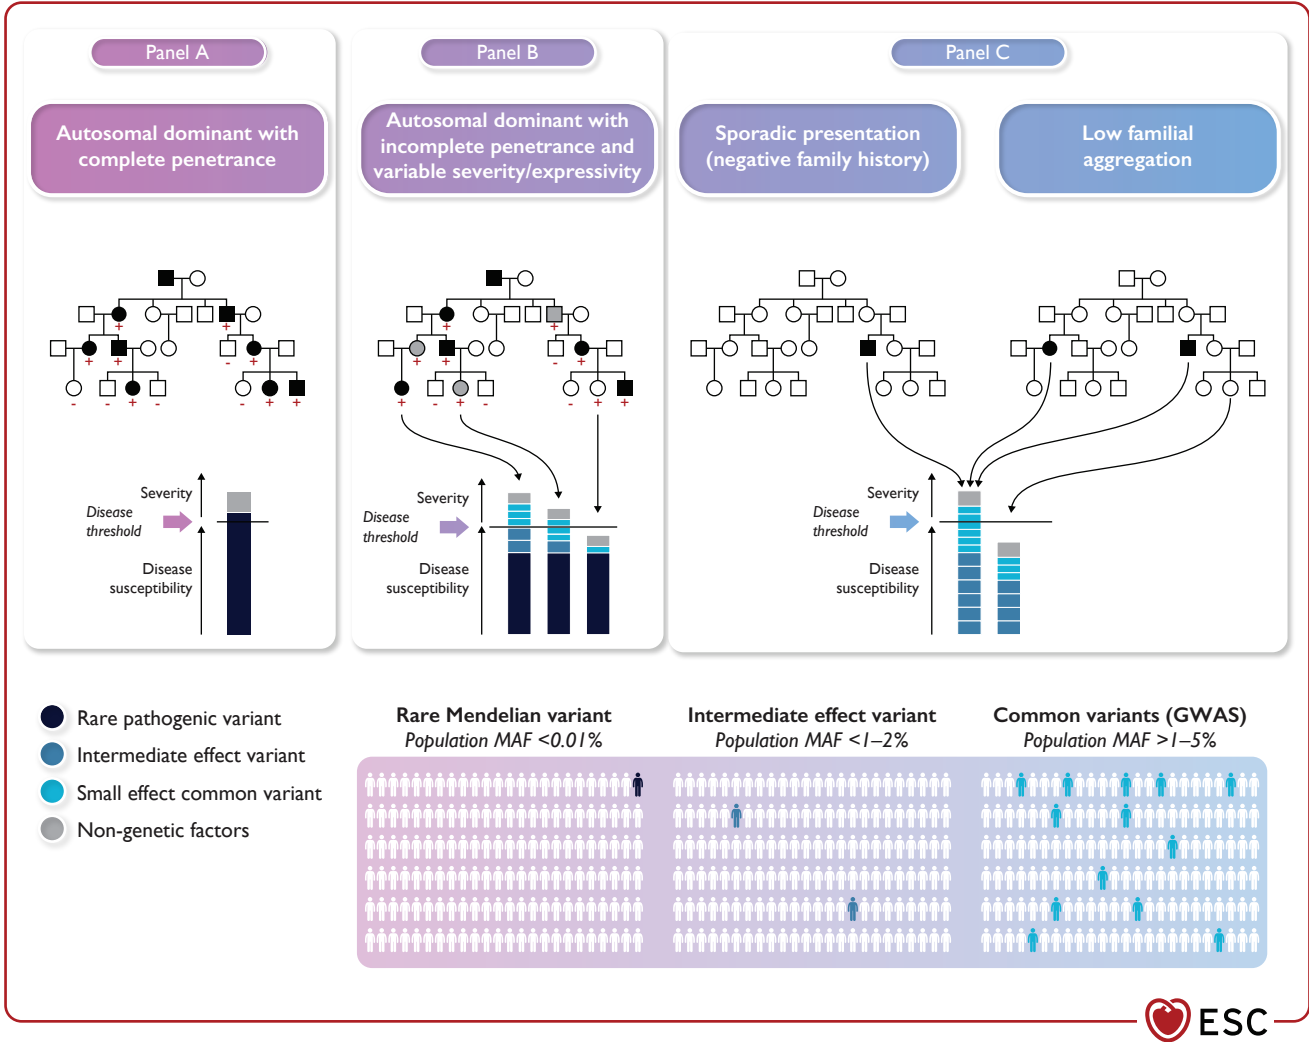 Panel A
Autosomal dominant with
complete penetrance
+
+
+
+
-
+
-
-
+
-
-
+
+
Severity
Disease
threshold
Disease
susceptibility
Panel B
Autosomal dominant with
incomplete penetrance and
variable severity/expressivity
+
+
+
+
-
+
+
-
+
-
-
+
+
Severity
Disease
threshold
Disease
susceptibility
Panel C
Sporadic presentation
(negative family history)
Low familial
aggregation
Severity
Disease
threshold
Disease
susceptibility
Rare pathogenic variant
Intermediate effect variant
Small effect common variant
Non-genetic factors
Rare Mendelian variant
Population MAF <0.01%
Intermediate effect variant
Population MAF <1–2%
Common variants (GWAS)
Population MAF >1–5%
ESC